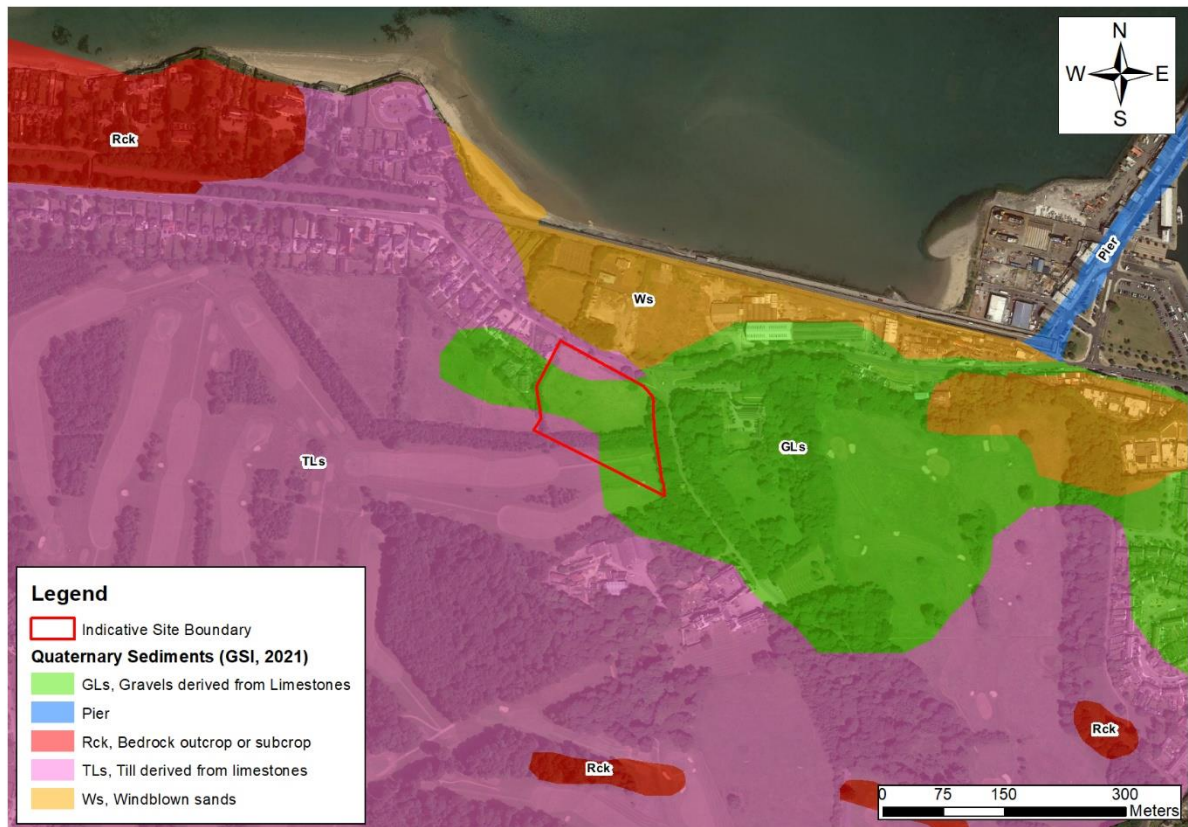 N
W E
S
Rck
Pier
Ws
GLs
TLs
Rck
Rck
Legend
Indicative Site Boundary
Quaternary Sediments (GSI, 2021)
GLs, Gravels derived from Limestones
Pier
Rck, Bedrock outcrop or subcrop
TLs, Till derived from limestones
Ws, Windblown sands
0 75 150 300
Meters